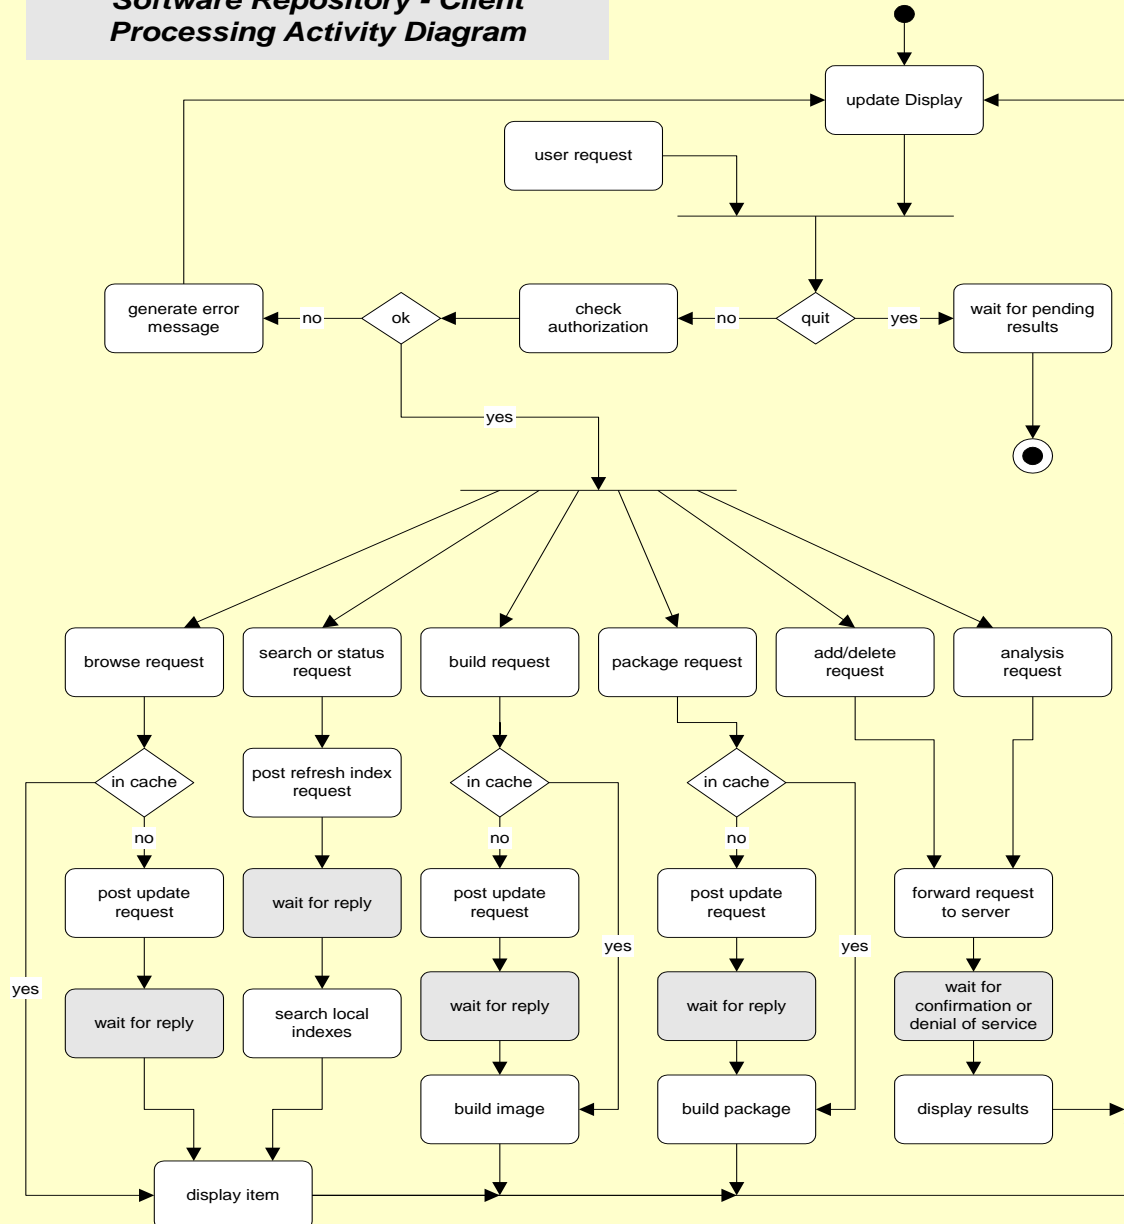 Software Repository - Client
Processing Activity Diagram
update Display
user request
generate error
message
no
ok
check
authorization
no
quit
yes
wait for pending
results
yes
browse request
search or status
request
build request
package request
add/delete
request
analysis
request
in cache
post refresh index
request
in cache
in cache
no
no
no
post update
request
wait for reply
post update
request
post update
request
forward request
to server
yes
yes
yes
wait for reply
search local
indexes
wait for reply
wait for reply
wait for
confirmation or
denial of service
build image
build package
display results
display item